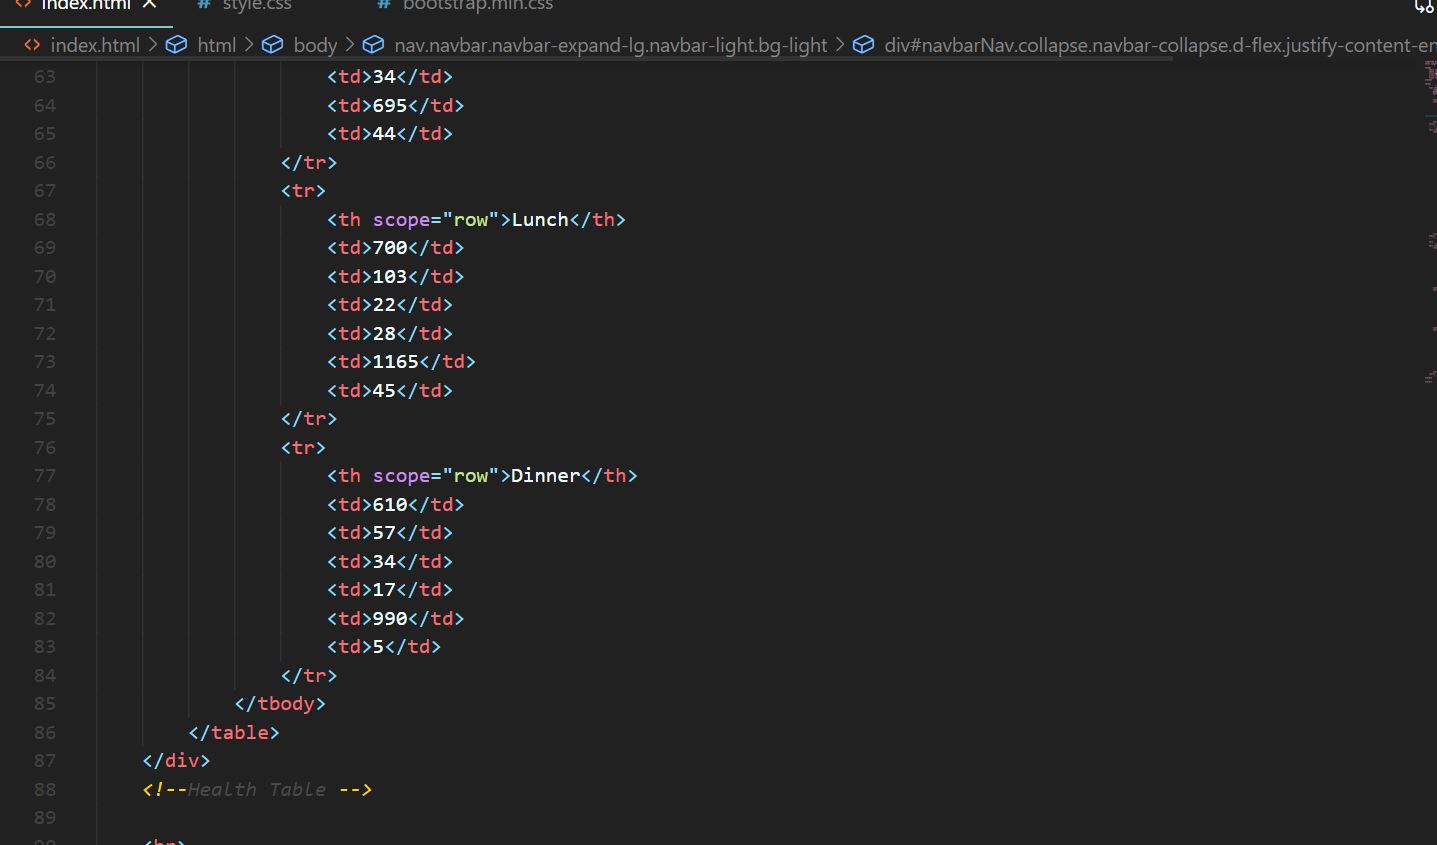 index.html style.css bootstrap.min.css
index.html > html > body > nav.navbar.navbar-expand-lg.navbar-light.bg-light > div#navbarNav.collapse.navbar-collapse.d-flex.justify-content-en
63 <td>34</td>
64 <td>695</td>
65 <td>44</td>
66 </tr>
67 <tr>
68 <th scope="row">Lunch</th>
69 <td>700</td>
70 <td>103</td>
71 <td>22</td>
72 <td>28</td>
73 <td>1165</td>
74 <td>45</td>
75 </tr>
76 <tr>
77 <th scope="row">Dinner</th>
78 <td>610</td>
79 <td>57</td>
80 <td>34</td>
81 <td>17</td>
82 <td>990</td>
83 <td>5</td>
84 </tr>
85 </tbody>
86 </table>
87 </div>
88 <!--Health Table -->
89